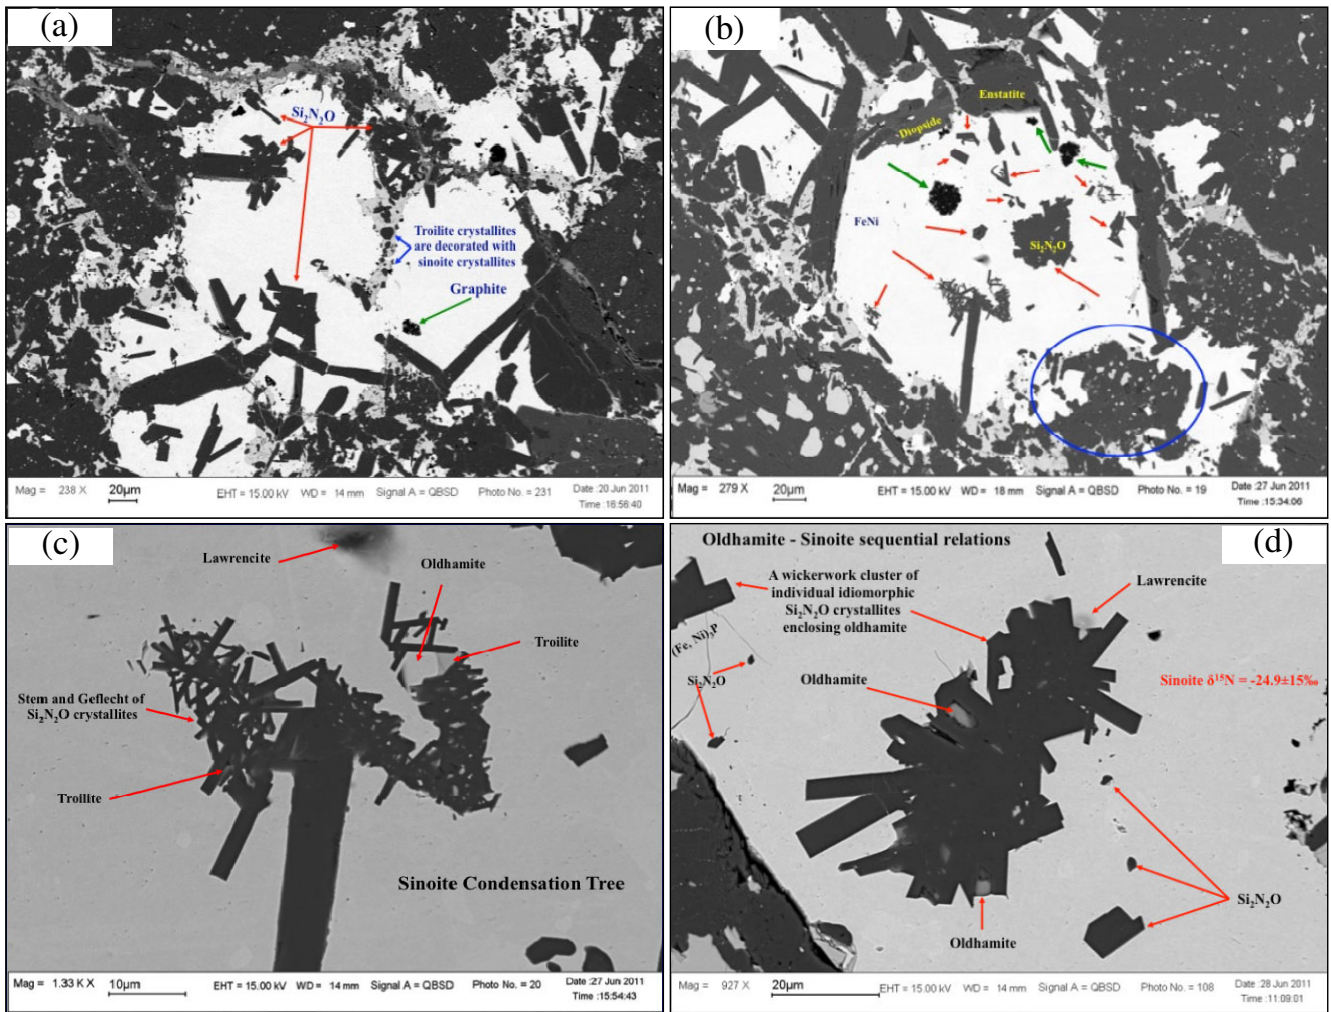 (a)
Si₂N₂O
Troilite crystallites
are decorated with
sinoite crystallites
Graphite
Mag = 238 X
20µm
EHT = 15.00 kV WD = 14 mm Signal A = QBSD Photo No. = 231
Date :20 Jun 2011
Time :16:56:40
(b)
Enstatite
Diopside
FeNi
Si₂N₂O
Mag = 279 X
20µm
EHT = 15.00 kV WD = 18 mm Signal A = QBSD Photo No. = 19
Date :27 Jun 2011
Time :15:34:06
(c)
Lawrencite
Oldhamite
Troilite
Stem and Geflecht of
Si₂N₂O crystallites
Troilite
Sinoite Condensation Tree
Mag = 1.33 K X
10µm
EHT = 15.00 kV WD = 14 mm Signal A = QBSD Photo No. = 20
Date :27 Jun 2011
Time :15:54:43
Oldhamite - Sinoite sequential relations
(d)
A wickerwork cluster of
individual idiomorphic
Si₂N₂O crystallites
enclosing oldhamite
Lawrencite
(Fe, Ni)₃P
Si₂N₂O
Oldhamite
Sinoite δ¹⁵N = -24.9±15‰
Si₂N₂O
Oldhamite
Mag = 927 X
20µm
EHT = 15.00 kV WD = 14 mm Signal A = QBSD Photo No. = 108
Date :28 Jun 2011
Time :11:09:01